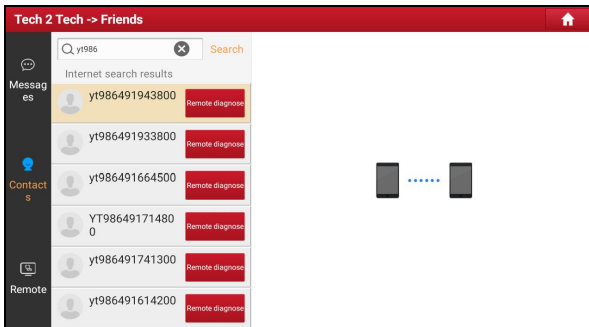 Tech 2 Tech -> Friends
yt986
Search
Internet search results
Messag
es
yt986491943800
Remote diagnose
yt986491933800
Remote diagnose
Contact
s
yt986491664500
Remote diagnose
YT98649171480
0
Remote diagnose
Remote
yt986491741300
Remote diagnose
yt986491614200
Remote diagnose